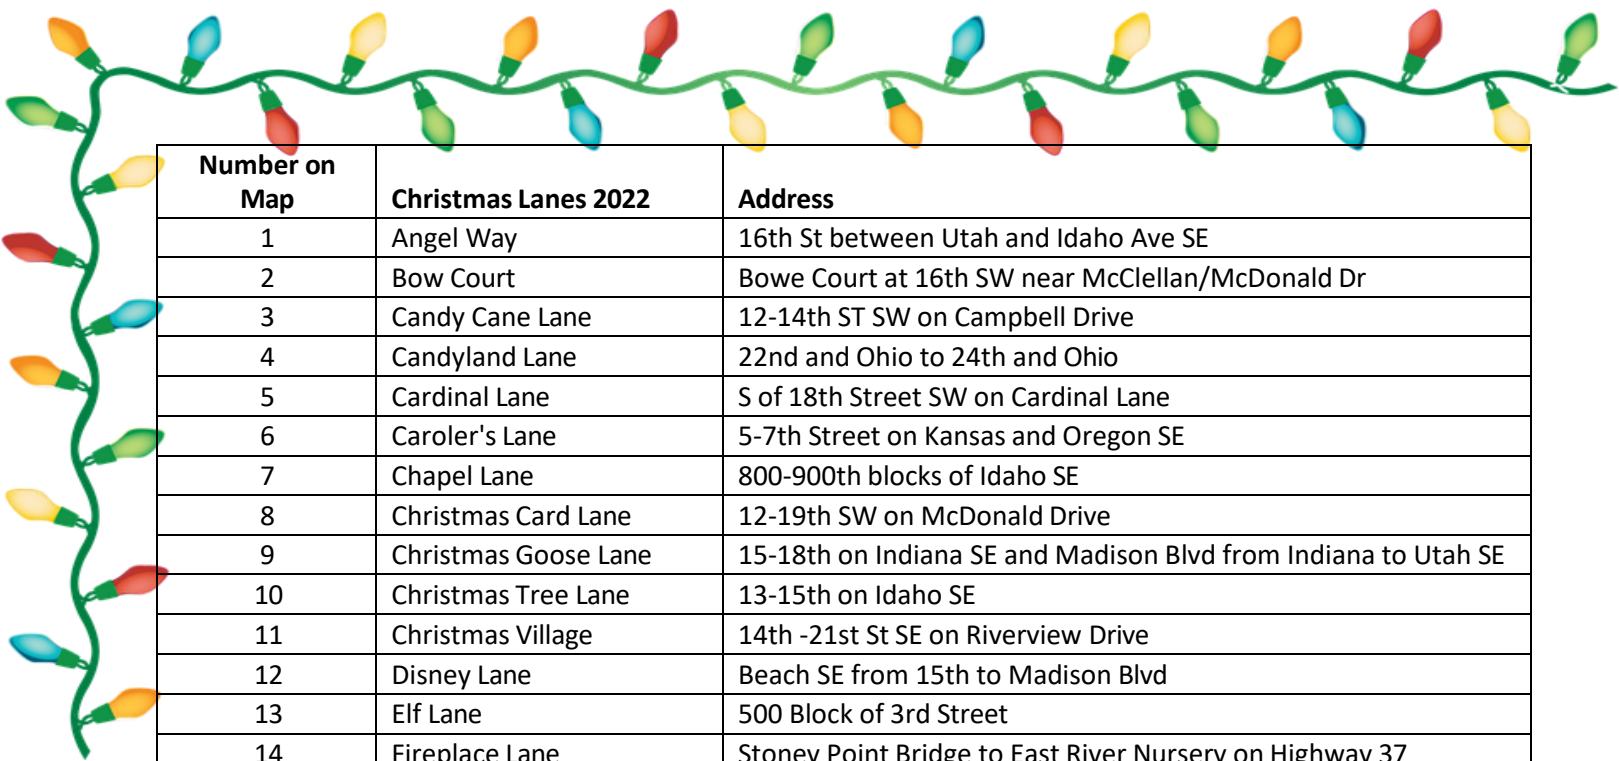 Number on
Map Christmas Lanes 2022 Address
1 Angel Way 16th St between Utah and Idaho Ave SE
2 Bow Court Bowe Court at 16th SW near McClellan/McDonald Dr
3 Candy Cane Lane 12-14th ST SW on Campbell Drive
4 Candyland Lane 22nd and Ohio to 24th and Ohio
5 Cardinal Lane S of 18th Street SW on Cardinal Lane
6 Caroler's Lane 5-7th Street on Kansas and Oregon SE
7 Chapel Lane 800-900th blocks of Idaho SE
8 Christmas Card Lane 12-19th SW on McDonald Drive
9 Christmas Goose Lane 15-18th on Indiana SE and Madison Blvd from Indiana to Utah SE
10 Christmas Tree Lane 13-15th on Idaho SE
11 Christmas Village 14th -21st St SE on Riverview Drive
12 Disney Lane Beach SE from 15th to Madison Blvd
13 Elf Lane 500 Block of 3rd Street
14 Fireplace Lane Stoney Point Bridge to East River Nursery on Highway 37